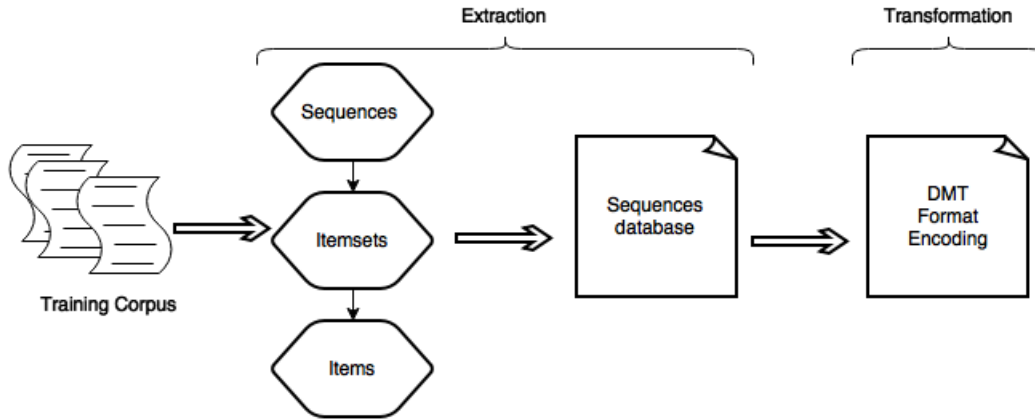 Extraction
Transformation
Sequences
Itemsets
Items
Training Corpus
Sequences
database
DMT
Format
Encoding